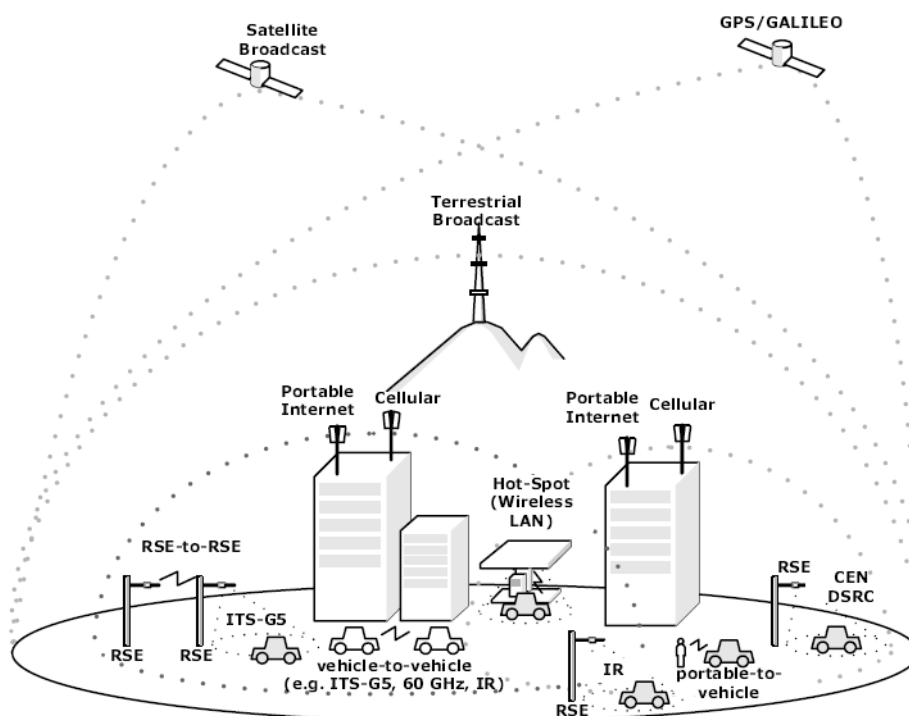 Satellite
Broadcast
GPS/GALILEO
Terrestrial
Broadcast
Portable
Internet
Cellular
Portable
Internet
Cellular
Hot-Spot
(Wireless
LAN)
RSE-to-RSE
RSE
CEN
DSRC
ITS-G5
RSE
RSE
vehicle-to-vehicle
(e.g. ITS-G5, 60 GHz, IR)
IR
portable-to-
vehicle
RSE